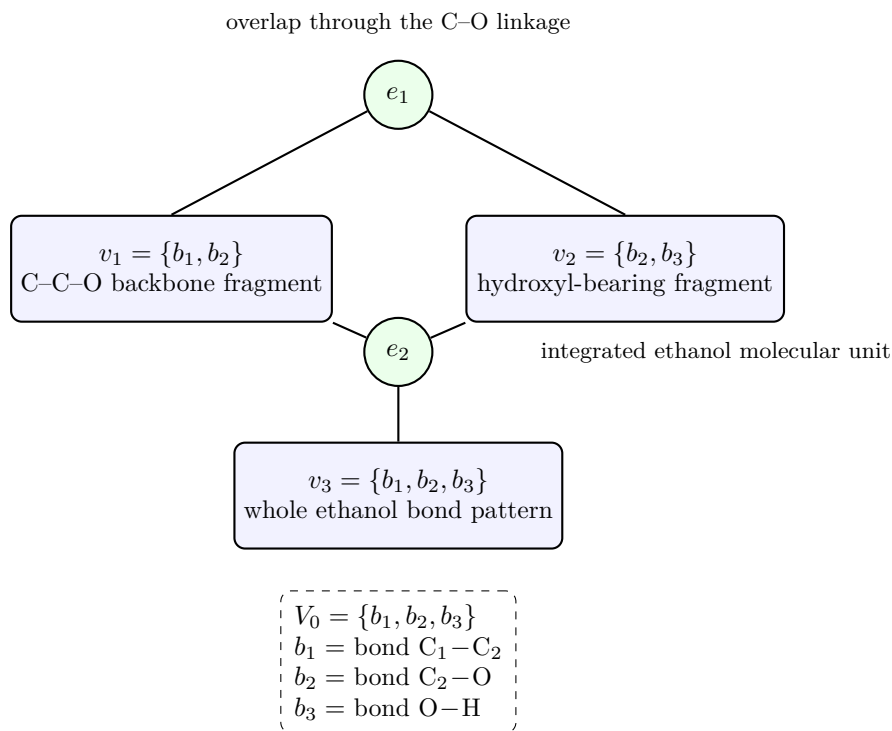 overlap through the C–O linkage
e₁
v₁ = {b₁, b₂}
C–C–O backbone fragment
v₂ = {b₂, b₃}
hydroxyl-bearing fragment
e₂
integrated ethanol molecular unit
v₃ = {b₁, b₂, b₃}
whole ethanol bond pattern
V₀ = {b₁, b₂, b₃}
b₁ = bond C₁−C₂
b₂ = bond C₂−O
b₃ = bond O−H